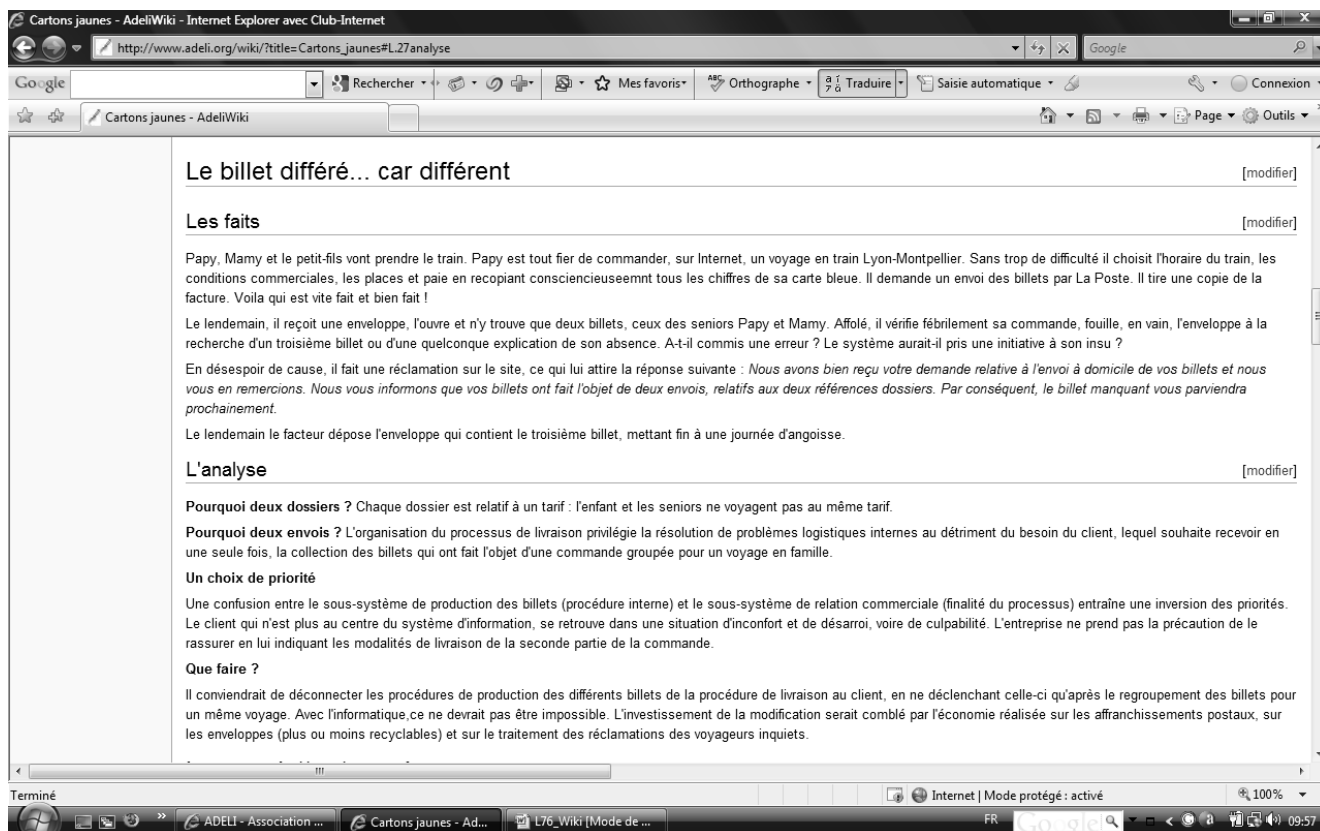 Cartons jaunes - AdeliWiki - Internet Explorer avec Club-Internet
http://www.adeli.org/wiki/?title=Cartons_jaunes#L.27analyse
Google
Google
Rechercher
Mes favoris
Orthographe
Traduire
Saisie automatique
Connexion
Cartons jaunes - AdeliWiki
Page
Outils
Le billet différé... car différent
[modifier]
Les faits
[modifier]
Papy, Mamy et le petit-fils vont prendre le train. Papy est tout fier de commander, sur Internet, un voyage en train Lyon-Montpellier. Sans trop de difficulté il choisit l'horaire du train, les
conditions commerciales, les places et paie en recopiant consciencieuseemnt tous les chiffres de sa carte bleue. Il demande un envoi des billets par La Poste. Il tire une copie de la
facture. Voila qui est vite fait et bien fait !
Le lendemain, il reçoit une enveloppe, l'ouvre et n'y trouve que deux billets, ceux des seniors Papy et Mamy. Affolé, il vérifie fébrilement sa commande, fouille, en vain, l'enveloppe à la
recherche d'un troisième billet ou d'une quelconque explication de son absence. A-t-il commis une erreur ? Le système aurait-il pris une initiative à son insu ?
En désespoir de cause, il fait une réclamation sur le site, ce qui lui attire la réponse suivante : Nous avons bien reçu votre demande relative à l'envoi à domicile de vos billets et nous
vous en remercions. Nous vous informons que vos billets ont fait l'objet de deux envois, relatifs aux deux références dossiers. Par conséquent, le billet manquant vous parviendra
prochainement.
Le lendemain le facteur dépose l'enveloppe qui contient le troisième billet, mettant fin à une journée d'angoisse.
L'analyse
[modifier]
Pourquoi deux dossiers ? Chaque dossier est relatif à un tarif : l'enfant et les seniors ne voyagent pas au même tarif.
Pourquoi deux envois ? L'organisation du processus de livraison privilégie la résolution de problèmes logistiques internes au détriment du besoin du client, lequel souhaite recevoir en
une seule fois, la collection des billets qui ont fait l'objet d'une commande groupée pour un voyage en famille.
Un choix de priorité
Une confusion entre le sous-système de production des billets (procédure interne) et le sous-système de relation commerciale (finalité du processus) entraîne une inversion des priorités.
Le client qui n'est plus au centre du système d'information, se retrouve dans une situation d'inconfort et de désarroi, voire de culpabilité. L'entreprise ne prend pas la précaution de le
rassurer en lui indiquant les modalités de livraison de la seconde partie de la commande.
Que faire ?
Il conviendrait de déconnecter les procédures de production des différents billets de la procédure de livraison au client, en ne déclenchant celle-ci qu'après le regroupement des billets pour
un même voyage. Avec l'informatique,ce ne devrait pas être impossible. L'investissement de la modification serait comblé par l'économie réalisée sur les affranchissements postaux, sur
les enveloppes (plus ou moins recyclables) et sur le traitement des réclamations des voyageurs inquiets.
Terminé
Internet | Mode protégé : activé
100%
ADELI - Association ...
Cartons jaunes - Ad...
L76_Wiki [Mode de ...
FR
Google
09:57